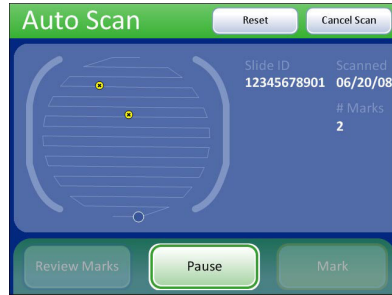 Auto Scan
Reset
Cancel Scan
Slide ID
Scanned
12345678901
06/20/08
# Marks
2
Review Marks
Pause
Mark